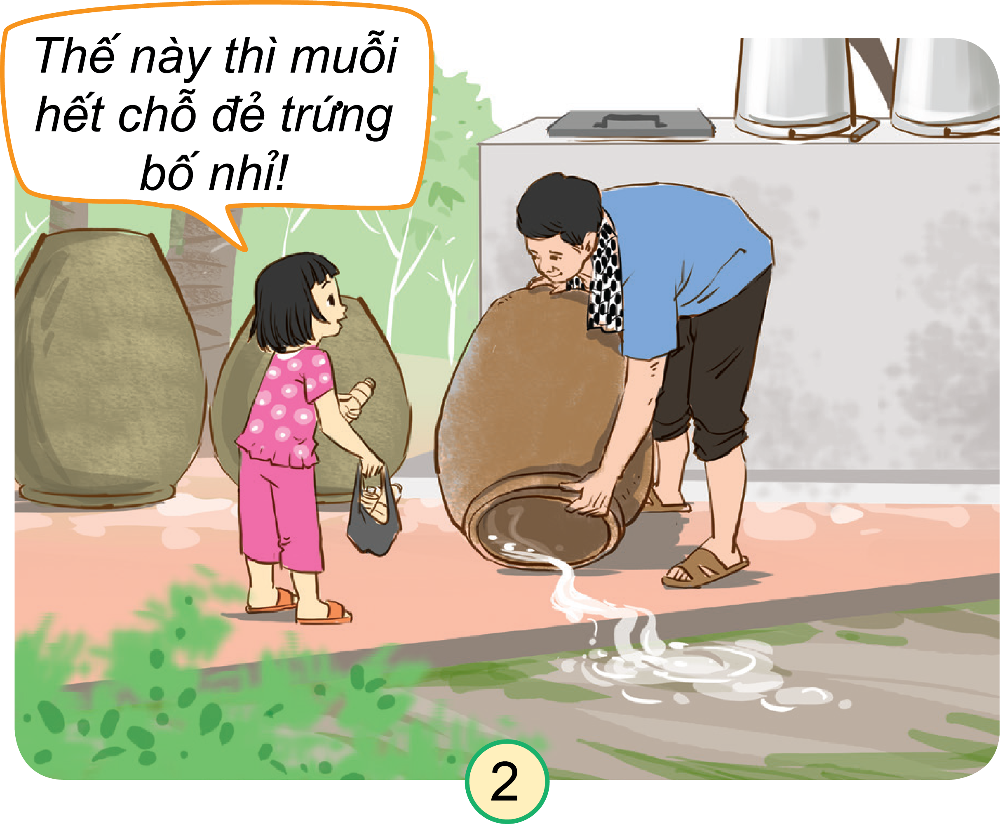 Thế này thì muỗi
hết chỗ đẻ trứng
bố nhỉ!
2